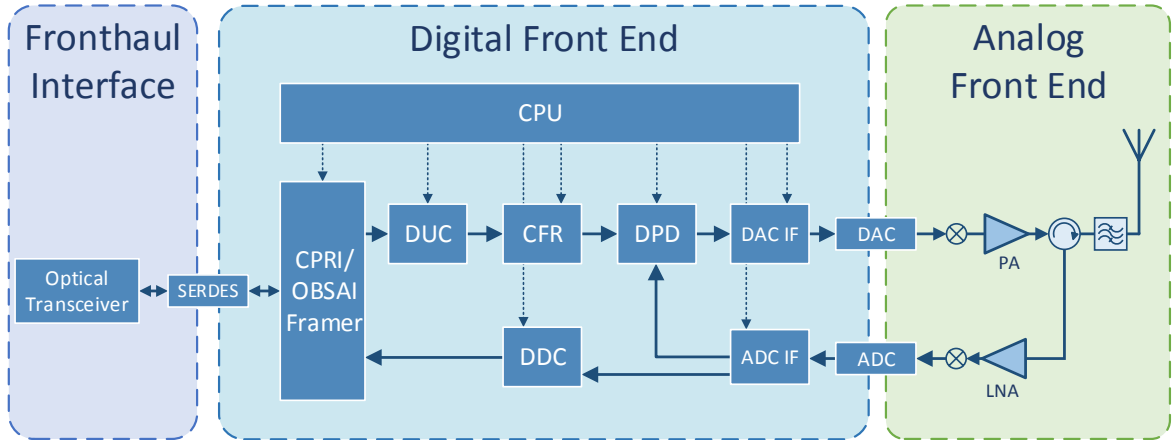 Fronthaul
Interface
Digital Front End
Analog
Front End
CPU
DUC
CFR
DPD
DAC IF
DAC
PA
CPRI/
OBSAI
Framer
Optical
Transceiver
SERDES
DDC
ADC IF
ADC
LNA